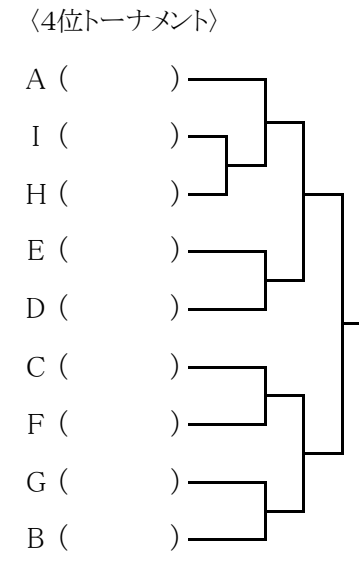 〈4位トーナメント〉
A (　　　　)
I (　　　　)
H (　　　　)
E (　　　　)
D (　　　　)
C (　　　　)
F (　　　　)
G (　　　　)
B (　　　　)